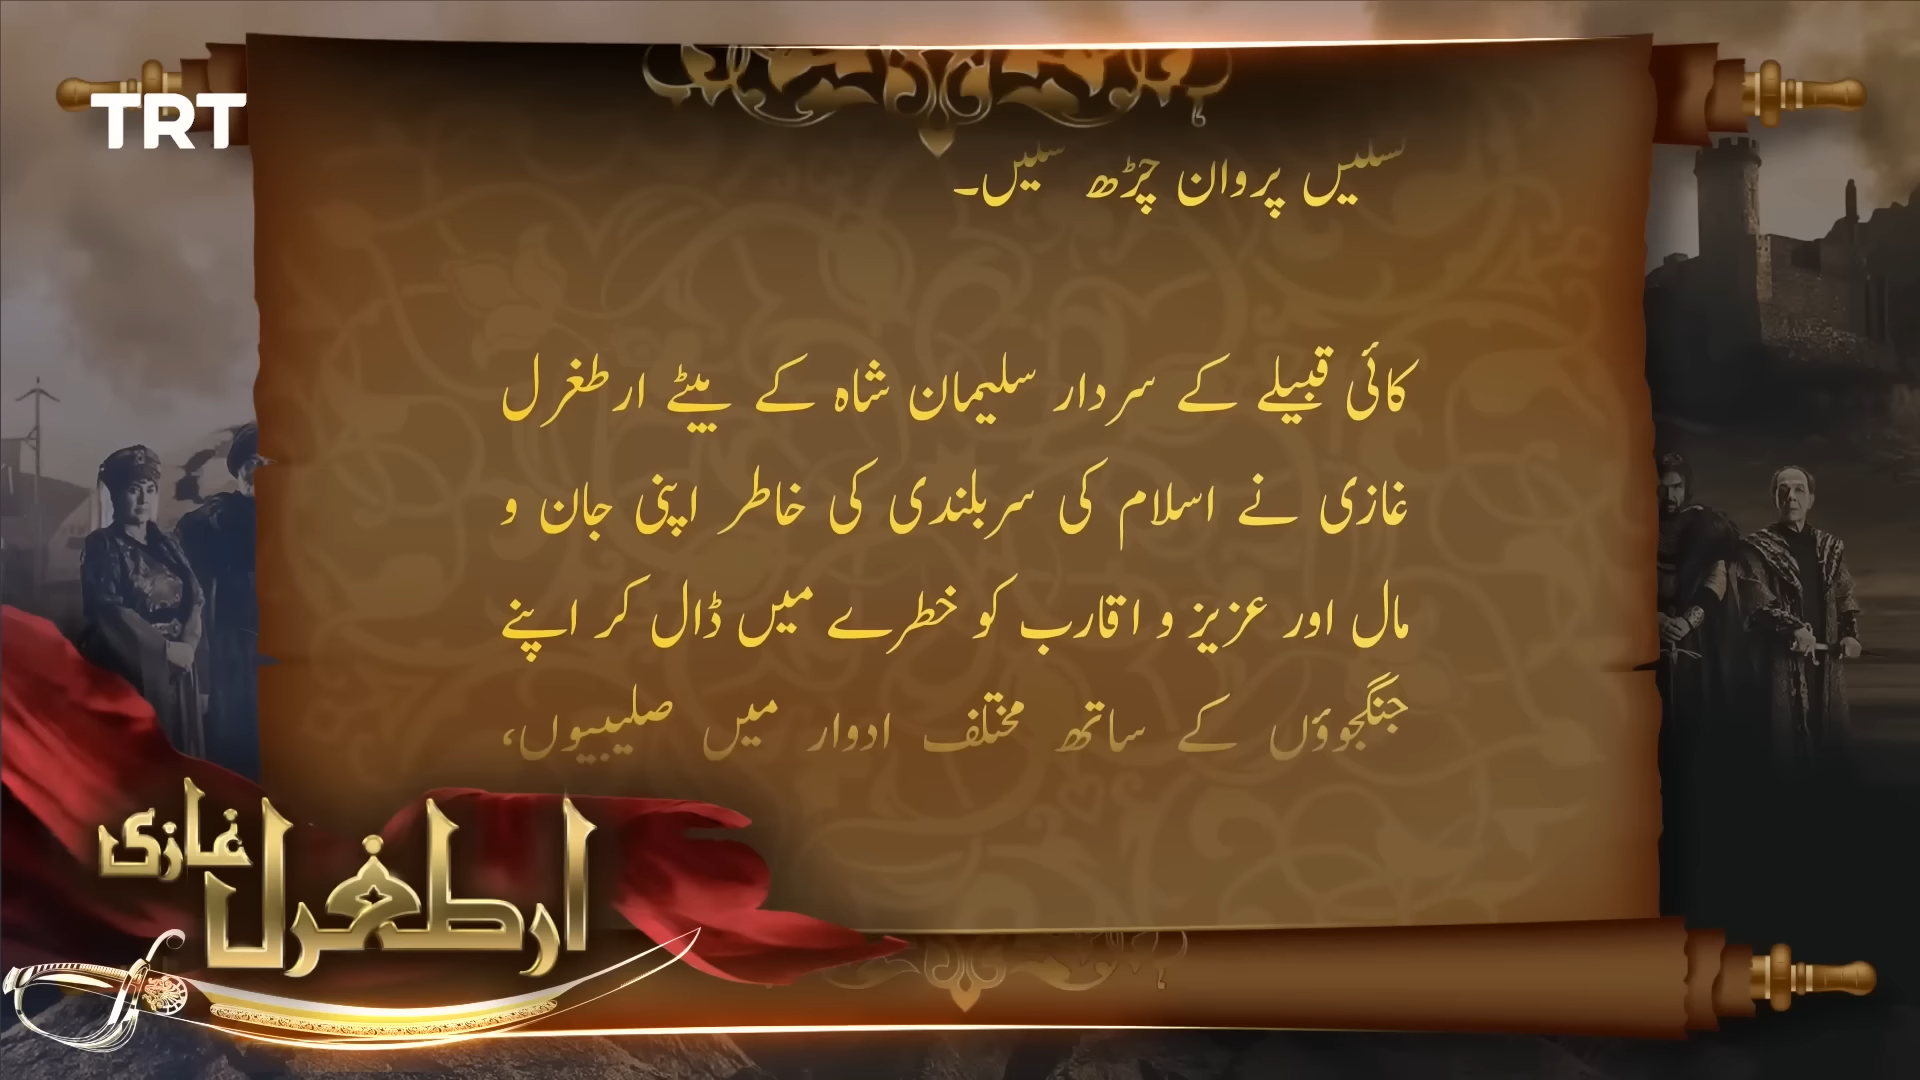 TRT
پروان چڑھ
کائی قبیلے کے سردار سلیمان شاہ کے بیٹے ارطغرل
غازی نے اسلام کی سربلندی کی خاطر اپنی جان و
مال اور عزیز و اقارب کو خطرے میں ڈال کر اپنے
جنگجوؤں کے ساتھ مختلف ادوار میں صلیبیوں،
ارطغرل غازی